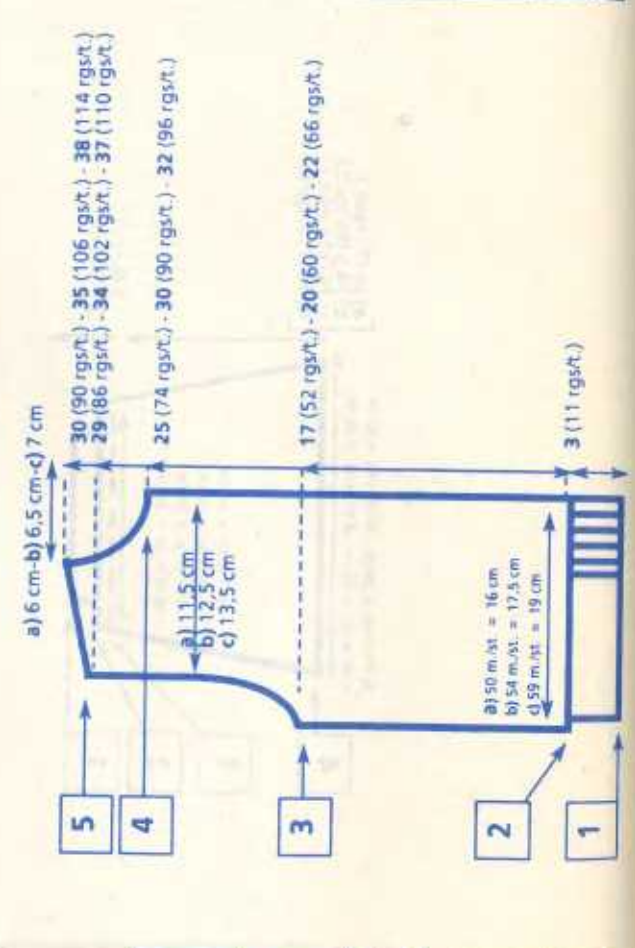 a) 6 cm-b) 6,5 cm-c) 7 cm
30 (90 rgs/t.) - 35 (106 rgs/t.) - 38 (114 rgs/t.)
29 (86 rgs/t.) - 34 (102 rgs/t.) - 37 (110 rgs/t.)
25 (74 rgs/t.) - 30 (90 rgs/t.) - 32 (96 rgs/t.)
a) 11,5 cm
b) 12,5 cm
c) 13,5 cm
17 (52 rgs/t.) - 20 (60 rgs/t.) - 22 (66 rgs/t.)
a) 50 m./st. = 16 cm
b) 54 m./st. = 17,5 cm
c) 59 m./st. = 19 cm
3 (11 rgs/t.)
5
4
3
2
1